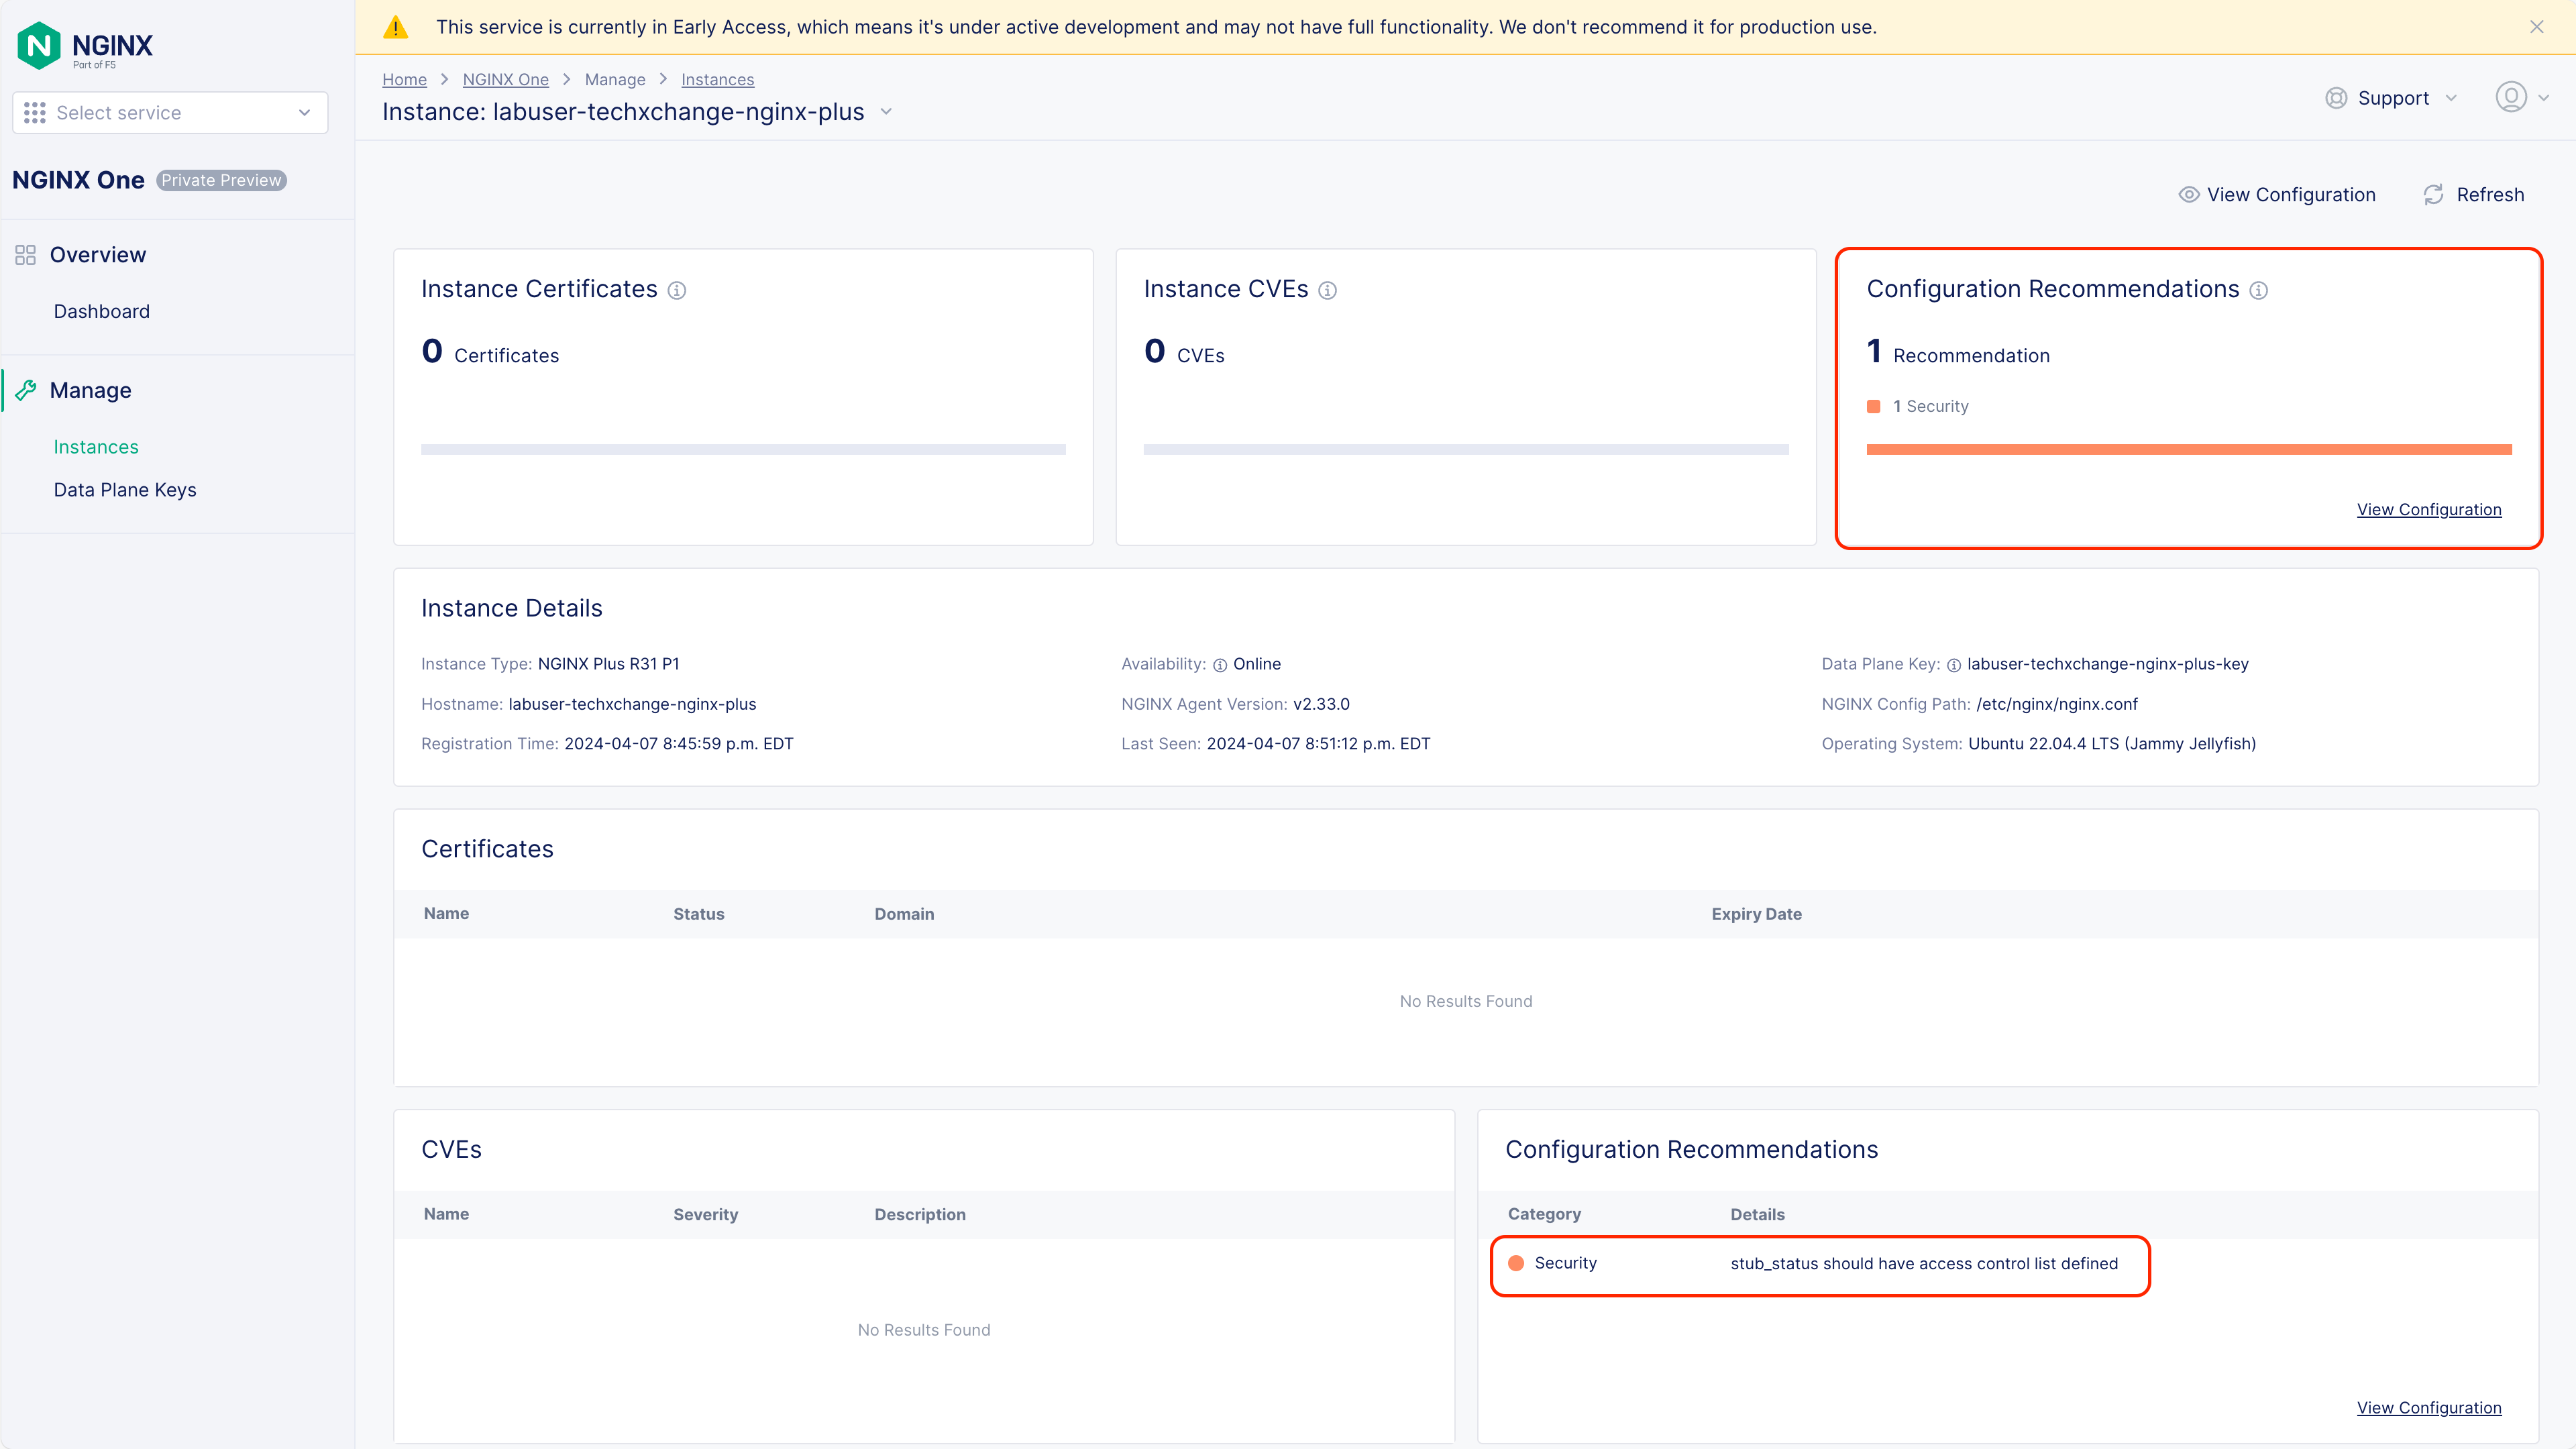 NGINX
Part of F5
Select service
NGINX One Private Preview
Overview
Dashboard
Manage
Instances
Data Plane Keys
This service is currently in Early Access, which means it's under active development and may not have full functionality. We don't recommend it for production use.
Home > NGINX One > Manage > Instances
Instance: labuser-techxchange-nginx-plus
Support
View Configuration
Refresh
Instance Certificates
0 Certificates
Instance CVEs
0 CVEs
Configuration Recommendations
1 Recommendation
1 Security
View Configuration
Instance Details
Instance Type: NGINX Plus R31 P1
Availability: Online
Data Plane Key: labuser-techxchange-nginx-plus-key
Hostname: labuser-techxchange-nginx-plus
NGINX Agent Version: v2.33.0
NGINX Config Path: /etc/nginx/nginx.conf
Registration Time: 2024-04-07 8:45:59 p.m. EDT
Last Seen: 2024-04-07 8:51:12 p.m. EDT
Operating System: Ubuntu 22.04.4 LTS (Jammy Jellyfish)
Certificates
Name Status Domain Expiry Date
No Results Found
CVEs
Name Severity Description
No Results Found
Configuration Recommendations
Category Details
Security stub_status should have access control list defined
View Configuration